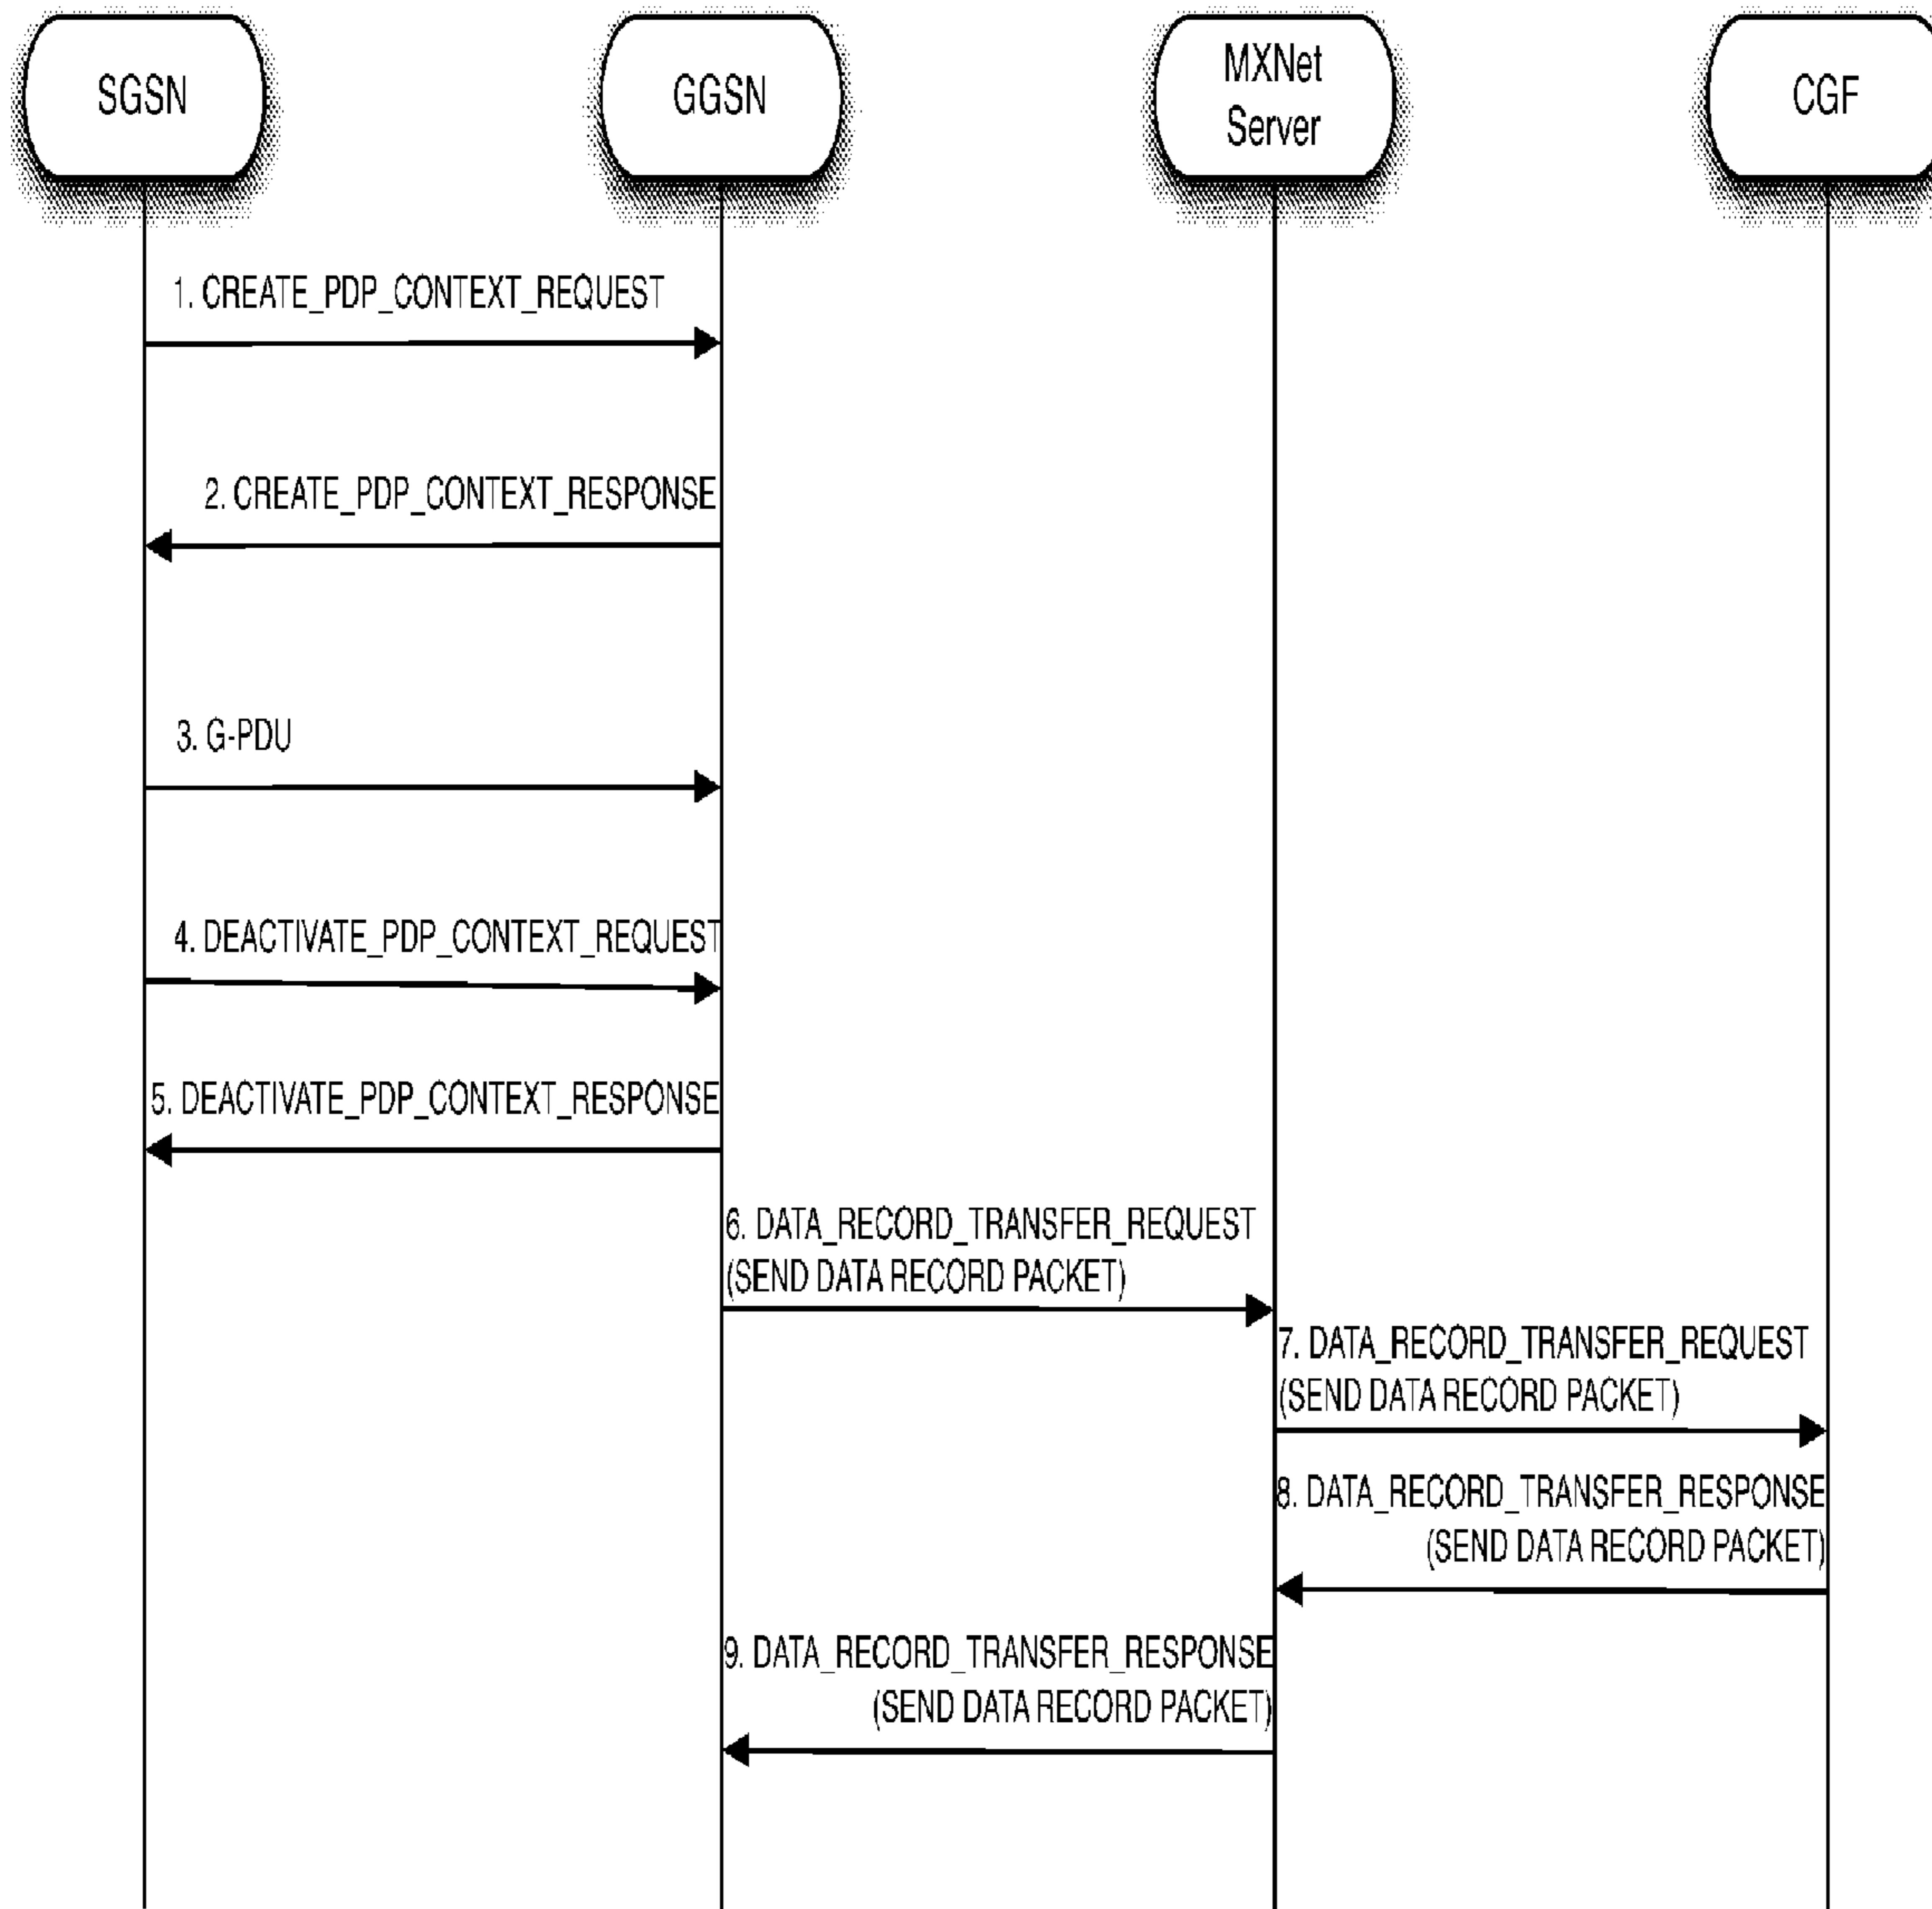 SGSN
GGSN
MXNet
Server
CGF
1. CREATE_PDP_CONTEXT_REQUEST
2. CREATE_PDP_CONTEXT_RESPONSE
3. G-PDU
4. DEACTIVATE_PDP_CONTEXT_REQUEST
5. DEACTIVATE_PDP_CONTEXT_RESPONSE
6. DATA_RECORD_TRANSFER_REQUEST
(SEND DATA RECORD PACKET)
7. DATA_RECORD_TRANSFER_REQUEST
(SEND DATA RECORD PACKET)
8. DATA_RECORD_TRANSFER_RESPONSE
(SEND DATA RECORD PACKET)
9. DATA_RECORD_TRANSFER_RESPONSE
(SEND DATA RECORD PACKET)